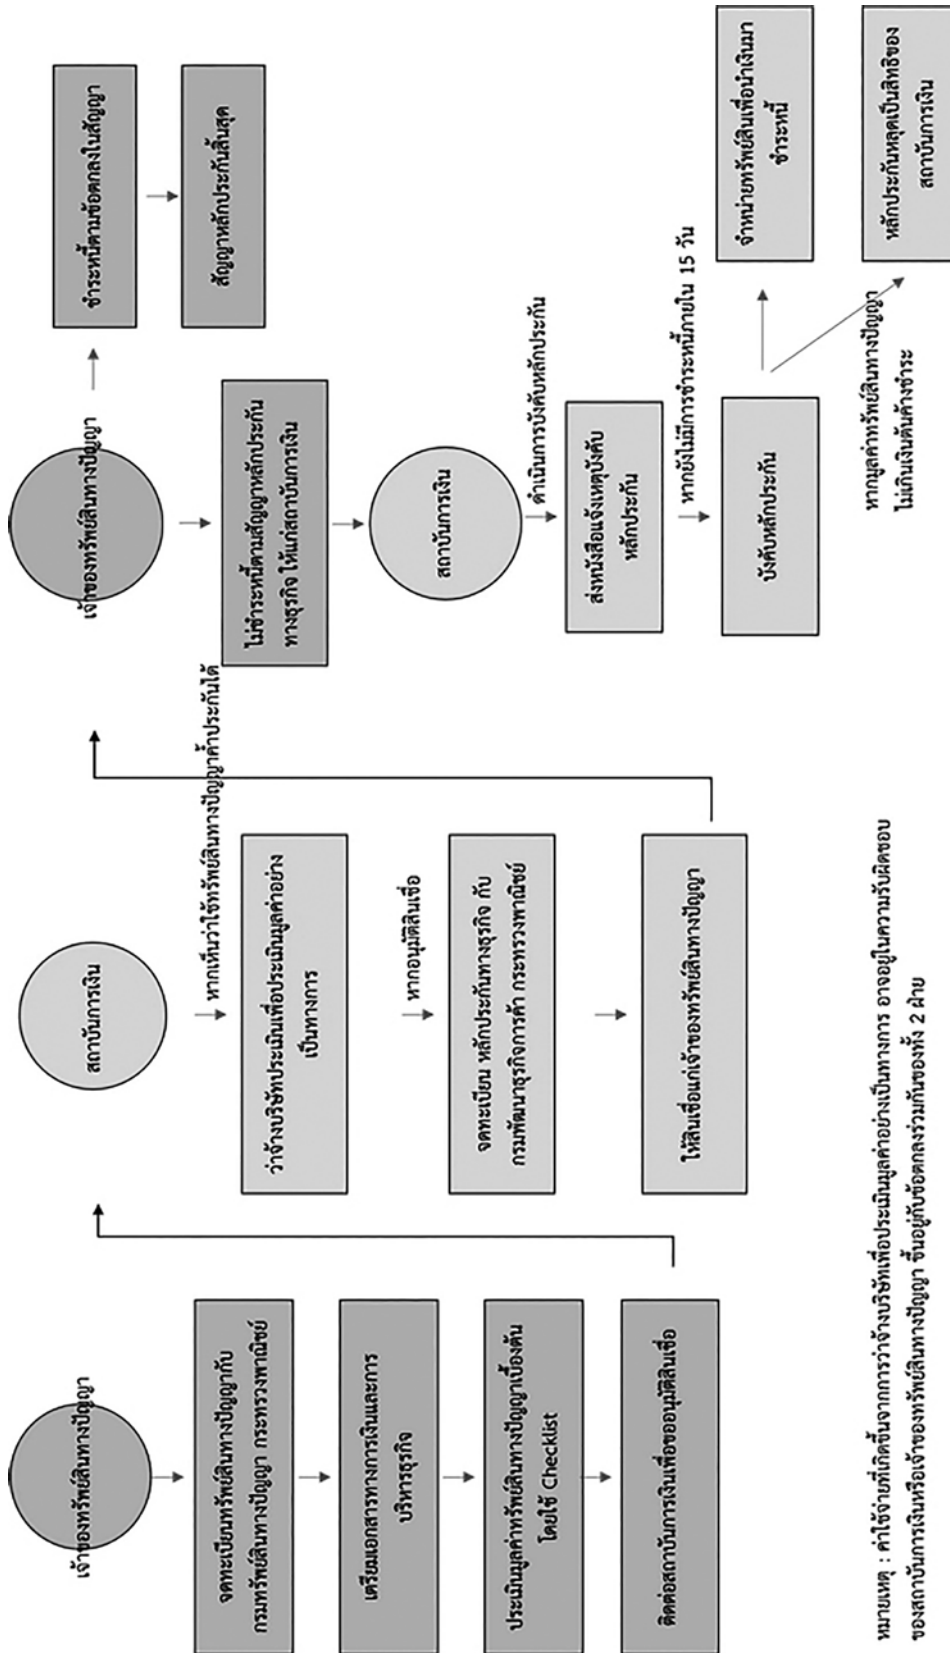 เจ้าของทรัพย์สินทางปัญญา
จดทะเบียนทรัพย์สินทางปัญญากับ
กรมทรัพย์สินทางปัญญา กระทรวงพาณิชย์
เตรียมเอกสารทางการเงินและการ
บริหารธุรกิจ
ประเมินมูลค่าทรัพย์สินทางปัญญาเบื้องต้น
โดยใช้ Checklist
ติดต่อสถาบันการเงินเพื่อขออนุมัติสินเชื่อ
สถาบันการเงิน
หากเห็นว่าใช้ทรัพย์สินทางปัญญาค้ำประกันได้
ว่าจ้างบริษัทประเมินเพื่อประเมินมูลค่าอย่าง
เป็นทางการ
หากอนุมัติสินเชื่อ
จดทะเบียน หลักประกันทางธุรกิจ กับ
กรมพัฒนาธุรกิจการค้า กระทรวงพาณิชย์
ให้สินเชื่อแก่เจ้าของทรัพย์สินทางปัญญา
เจ้าของทรัพย์สินทางปัญญา
ชำระหนี้ตามข้อตกลงในสัญญา
สัญญาหลักประกันสิ้นสุด
ไม่ชำระหนี้ตามสัญญาหลักประกัน
ทางธุรกิจ ให้แก่สถาบันการเงิน
สถาบันการเงิน
ดำเนินการบังคับหลักประกัน
ส่งหนังสือแจ้งเหตุบังคับ
หลักประกัน
หากยังไม่มีการชำระหนี้ภายใน 15 วัน
บังคับหลักประกัน
จำหน่ายทรัพย์สินเพื่อนำเงินมา
ชำระหนี้
หากมูลค่าทรัพย์สินทางปัญญา
ไม่เกินเงินต้นค้างชำระ
หลักประกันหลุดเป็นสิทธิของ
สถาบันการเงิน
หมายเหตุ : ค่าใช้จ่ายที่เกิดขึ้นจากการว่าจ้างบริษัทเพื่อประเมินมูลค่าอย่างเป็นทางการ อาจอยู่ในความรับผิดชอบ
ของสถาบันการเงินหรือเจ้าของทรัพย์สินทางปัญญา ขึ้นอยู่กับข้อตกลงร่วมกันของทั้ง 2 ฝ่าย